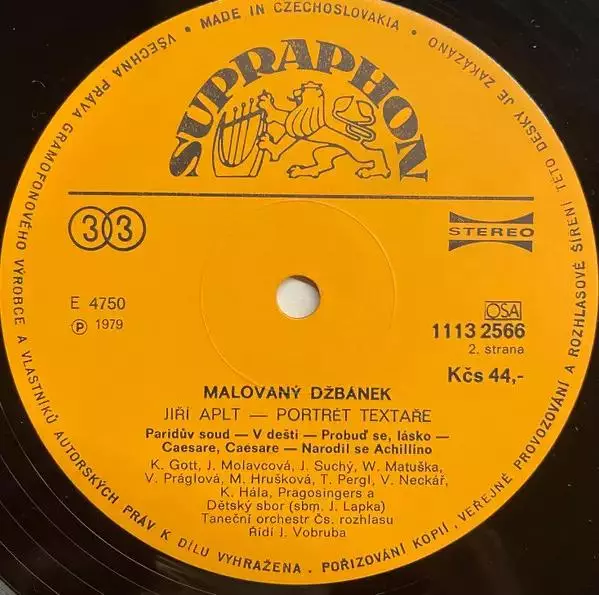 MADE IN CZECHOSLOVAKIA •
VŠECHNA PRÁVA GRAMOFONOVÉHO VÝROBCE A VLASTNÍKŮ AUTORSKÝCH PRÁV K DÍLU VYHRAŽENA. POŘIZOVÁNÍ KOPIÍ, VEŘEJNÉ PROVOZOVÁNÍ A ROZHLASOVÉ ŠÍŘENÍ TÉTO DESKY JE ZAKÁZÁNO •
SUPRAPHON
33
STEREO
E 4750
Ⓟ 1979
OSA
1113 2566
2. strana
Kčs 44,-
MALOVANÝ DŽBÁNEK
JIŘÍ APLT — PORTRÉT TEXTAŘE
Paridův soud — V dešti — Probuď se, lásko —
Caesare, Caesare — Narodil se Achillino
K. Gott, J. Molavcová, J. Suchý, W. Matuška,
V. Práglová, M. Hrušková, T. Pergl, V. Neckář,
K. Hála, Pragosingers a
Dětský sbor (sbm. J. Lapka)
Taneční orchestr Čs. rozhlasu
Řídí J. Vobruba